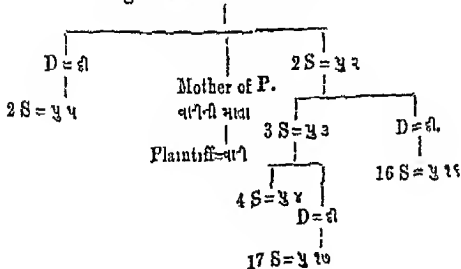 D = દી
2 S = પુ ૨
Mother of P.
વાદીની માતા
2 S = પુ ૫
3 S = પુ ૩
D = દી.
Plaintiff = વાદી
16 S = પુ ૧૬
4 S = પુ ૪
D = દી
17 S = પુ ૧૭